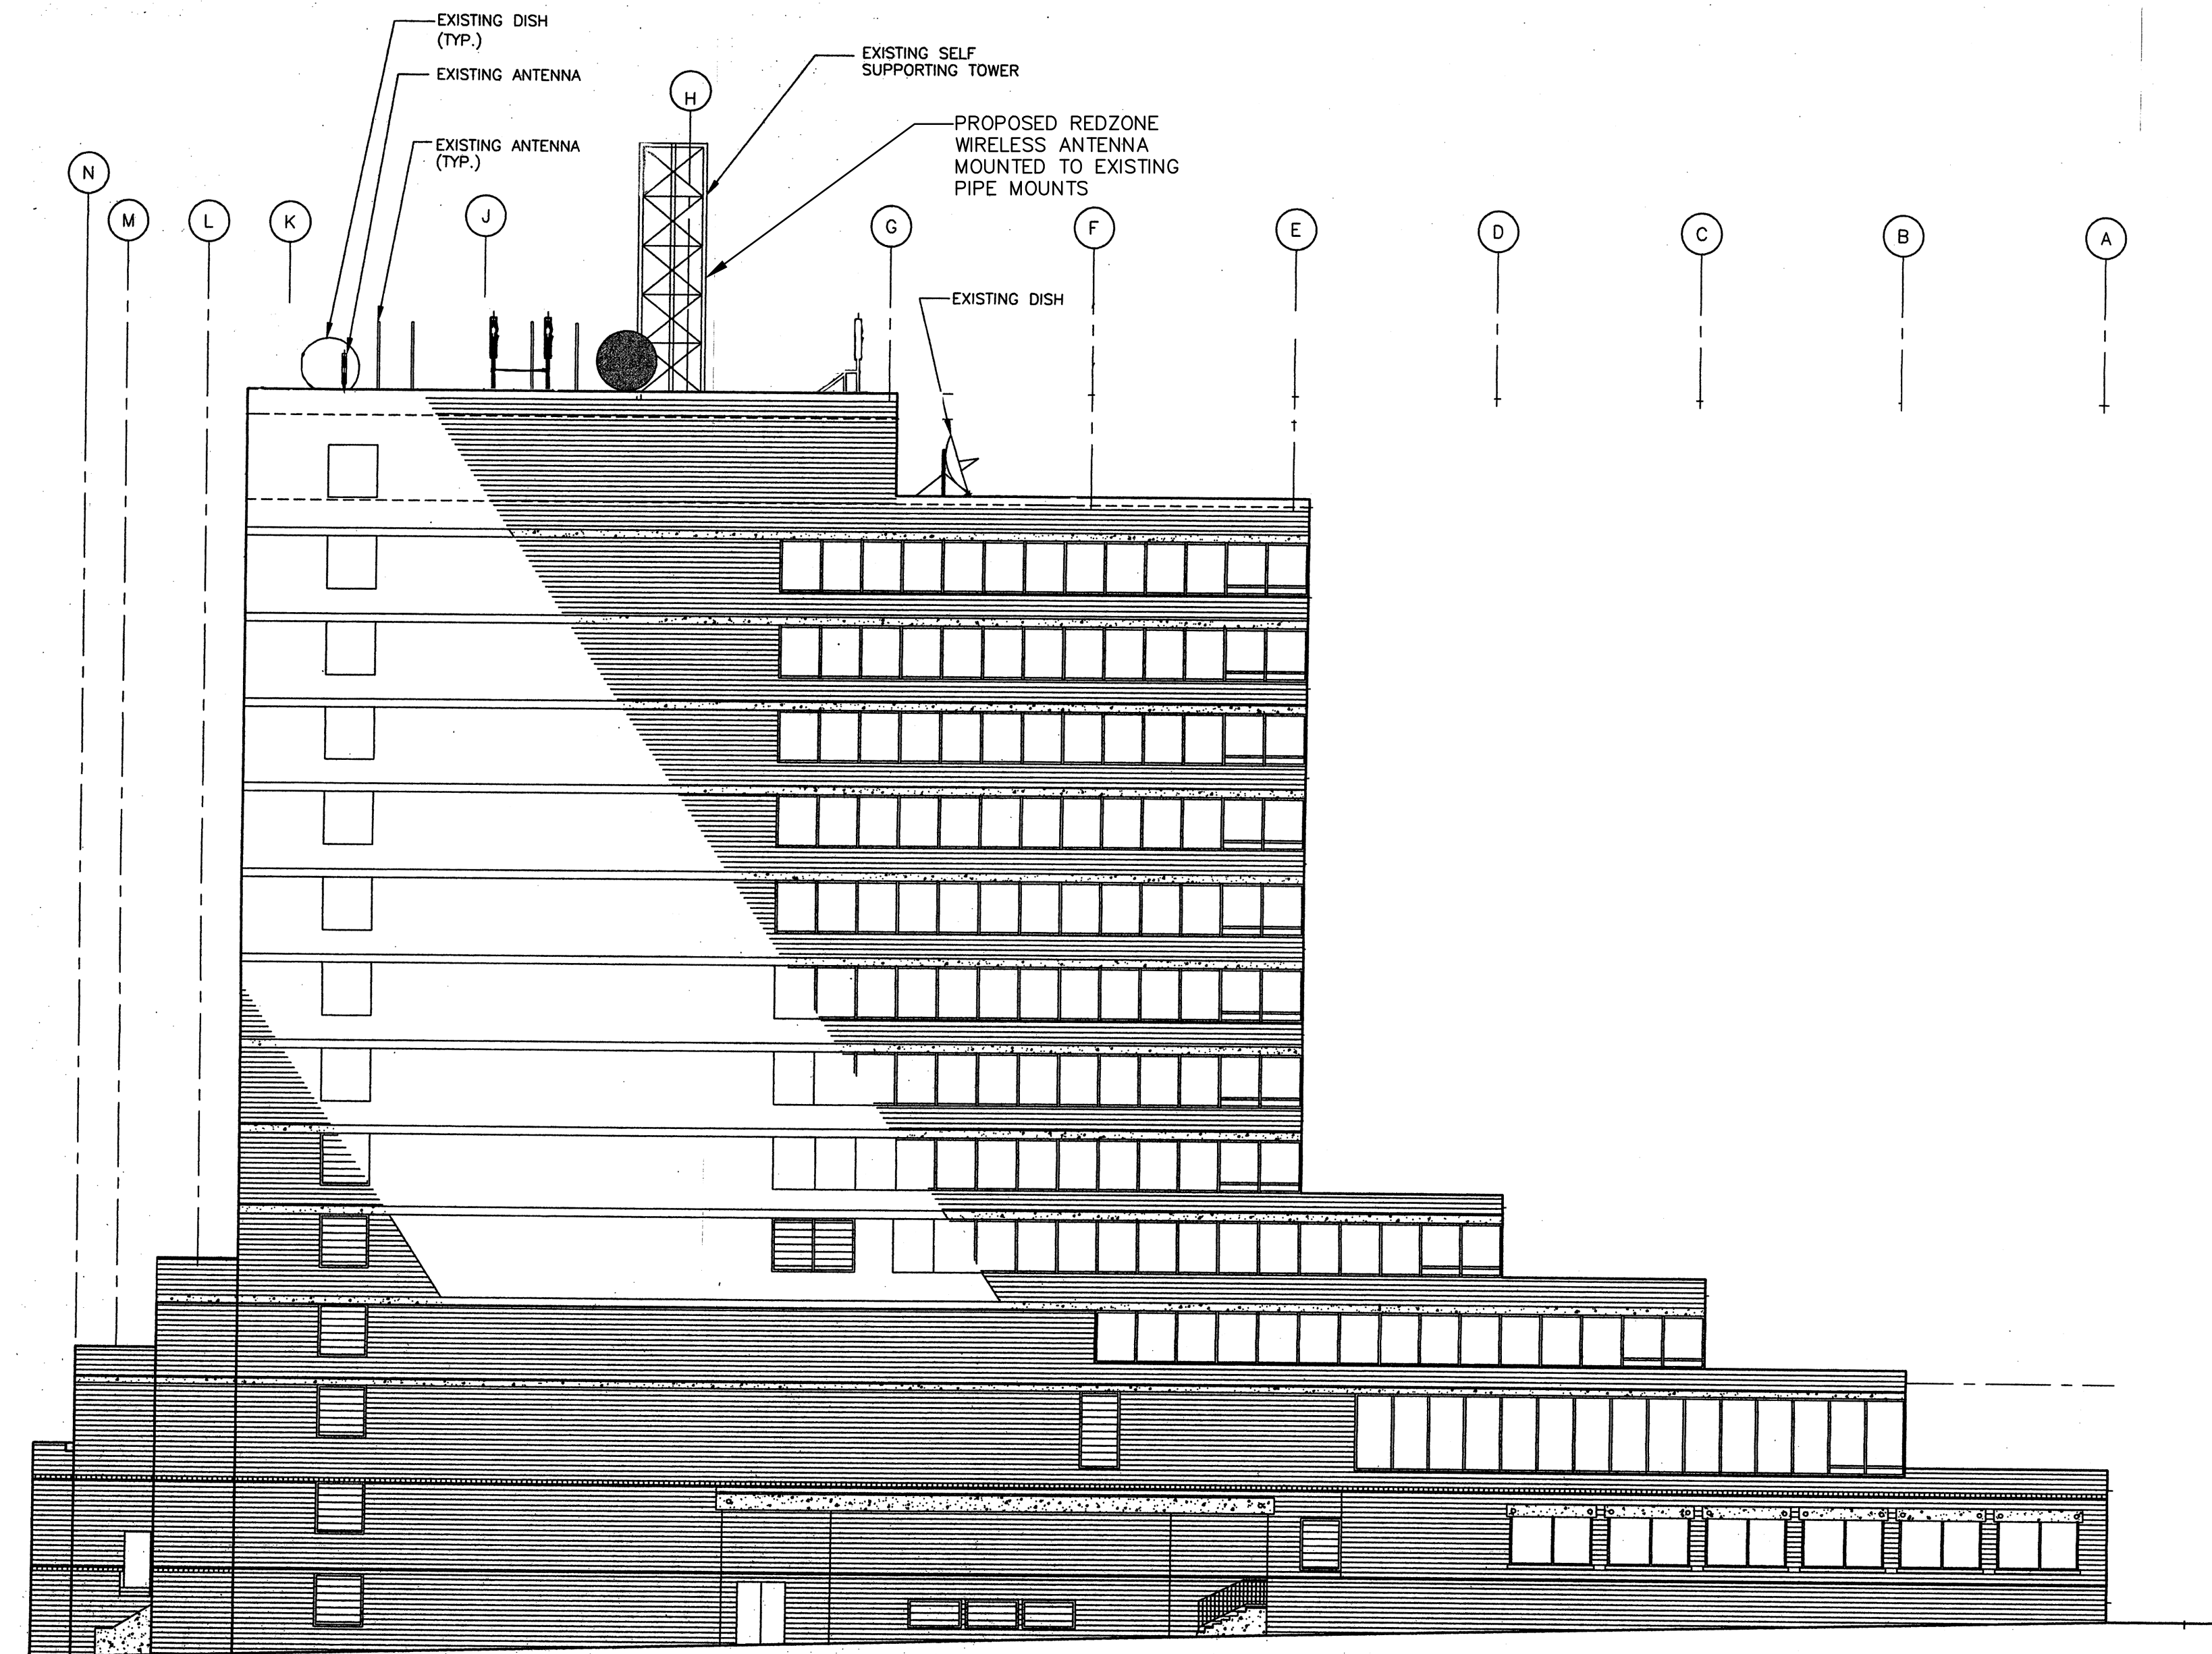 EXISTING DISH
(TYP.)
EXISTING ANTENNA
EXISTING ANTENNA
(TYP.)
EXISTING SELF
SUPPORTING TOWER
PROPOSED REDZONE
WIRELESS ANTENNA
MOUNTED TO EXISTING
PIPE MOUNTS
EXISTING DISH
N
M
L
K
J
H
G
F
E
D
C
B
A